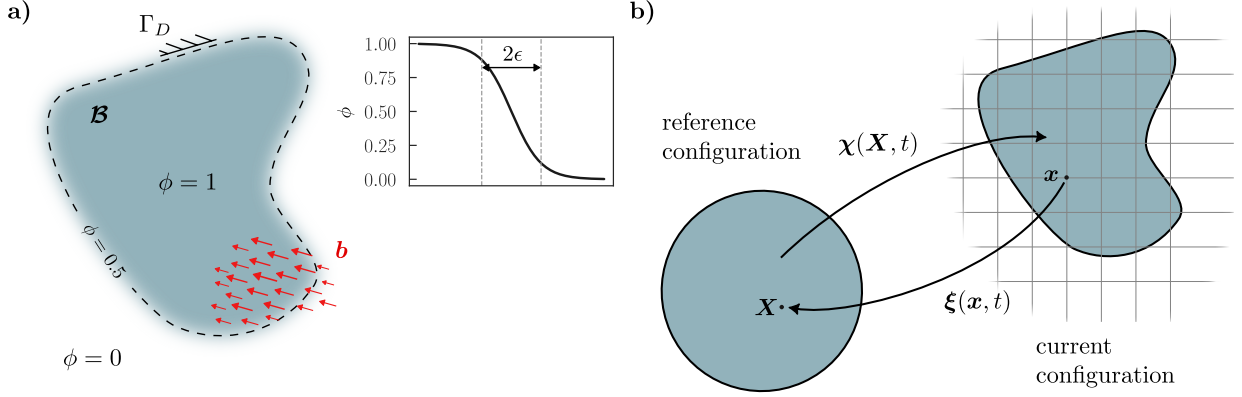 a)
Γ_D
𝓑
ϕ = 1
ϕ = 0.5
b
ϕ = 0
1.00
0.75
0.50
0.25
0.00
ϕ
2ϵ
b)
reference
configuration
χ(X, t)
x
X
ξ(x, t)
current
configuration